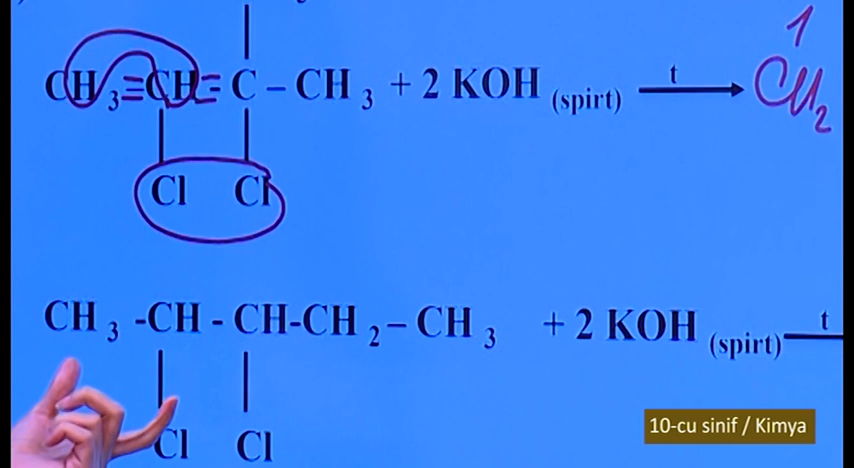 1
CH₃ ≡ CH = C – CH₃ + 2 KOH (spirt) t → CH₂
Cl Cl
CH₃ -CH - CH-CH₂– CH₃ + 2 KOH (spirt) t
Cl Cl
10-cu sinif / Kimya